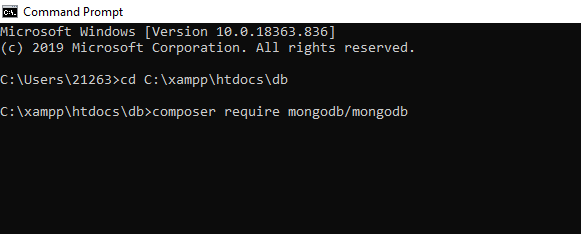 Command Prompt
Microsoft Windows [Version 10.0.18363.836]
(c) 2019 Microsoft Corporation. All rights reserved.
C:\Users\21263>cd C:\xampp\htdocs\db
C:\xampp\htdocs\db>composer require mongodb/mongodb